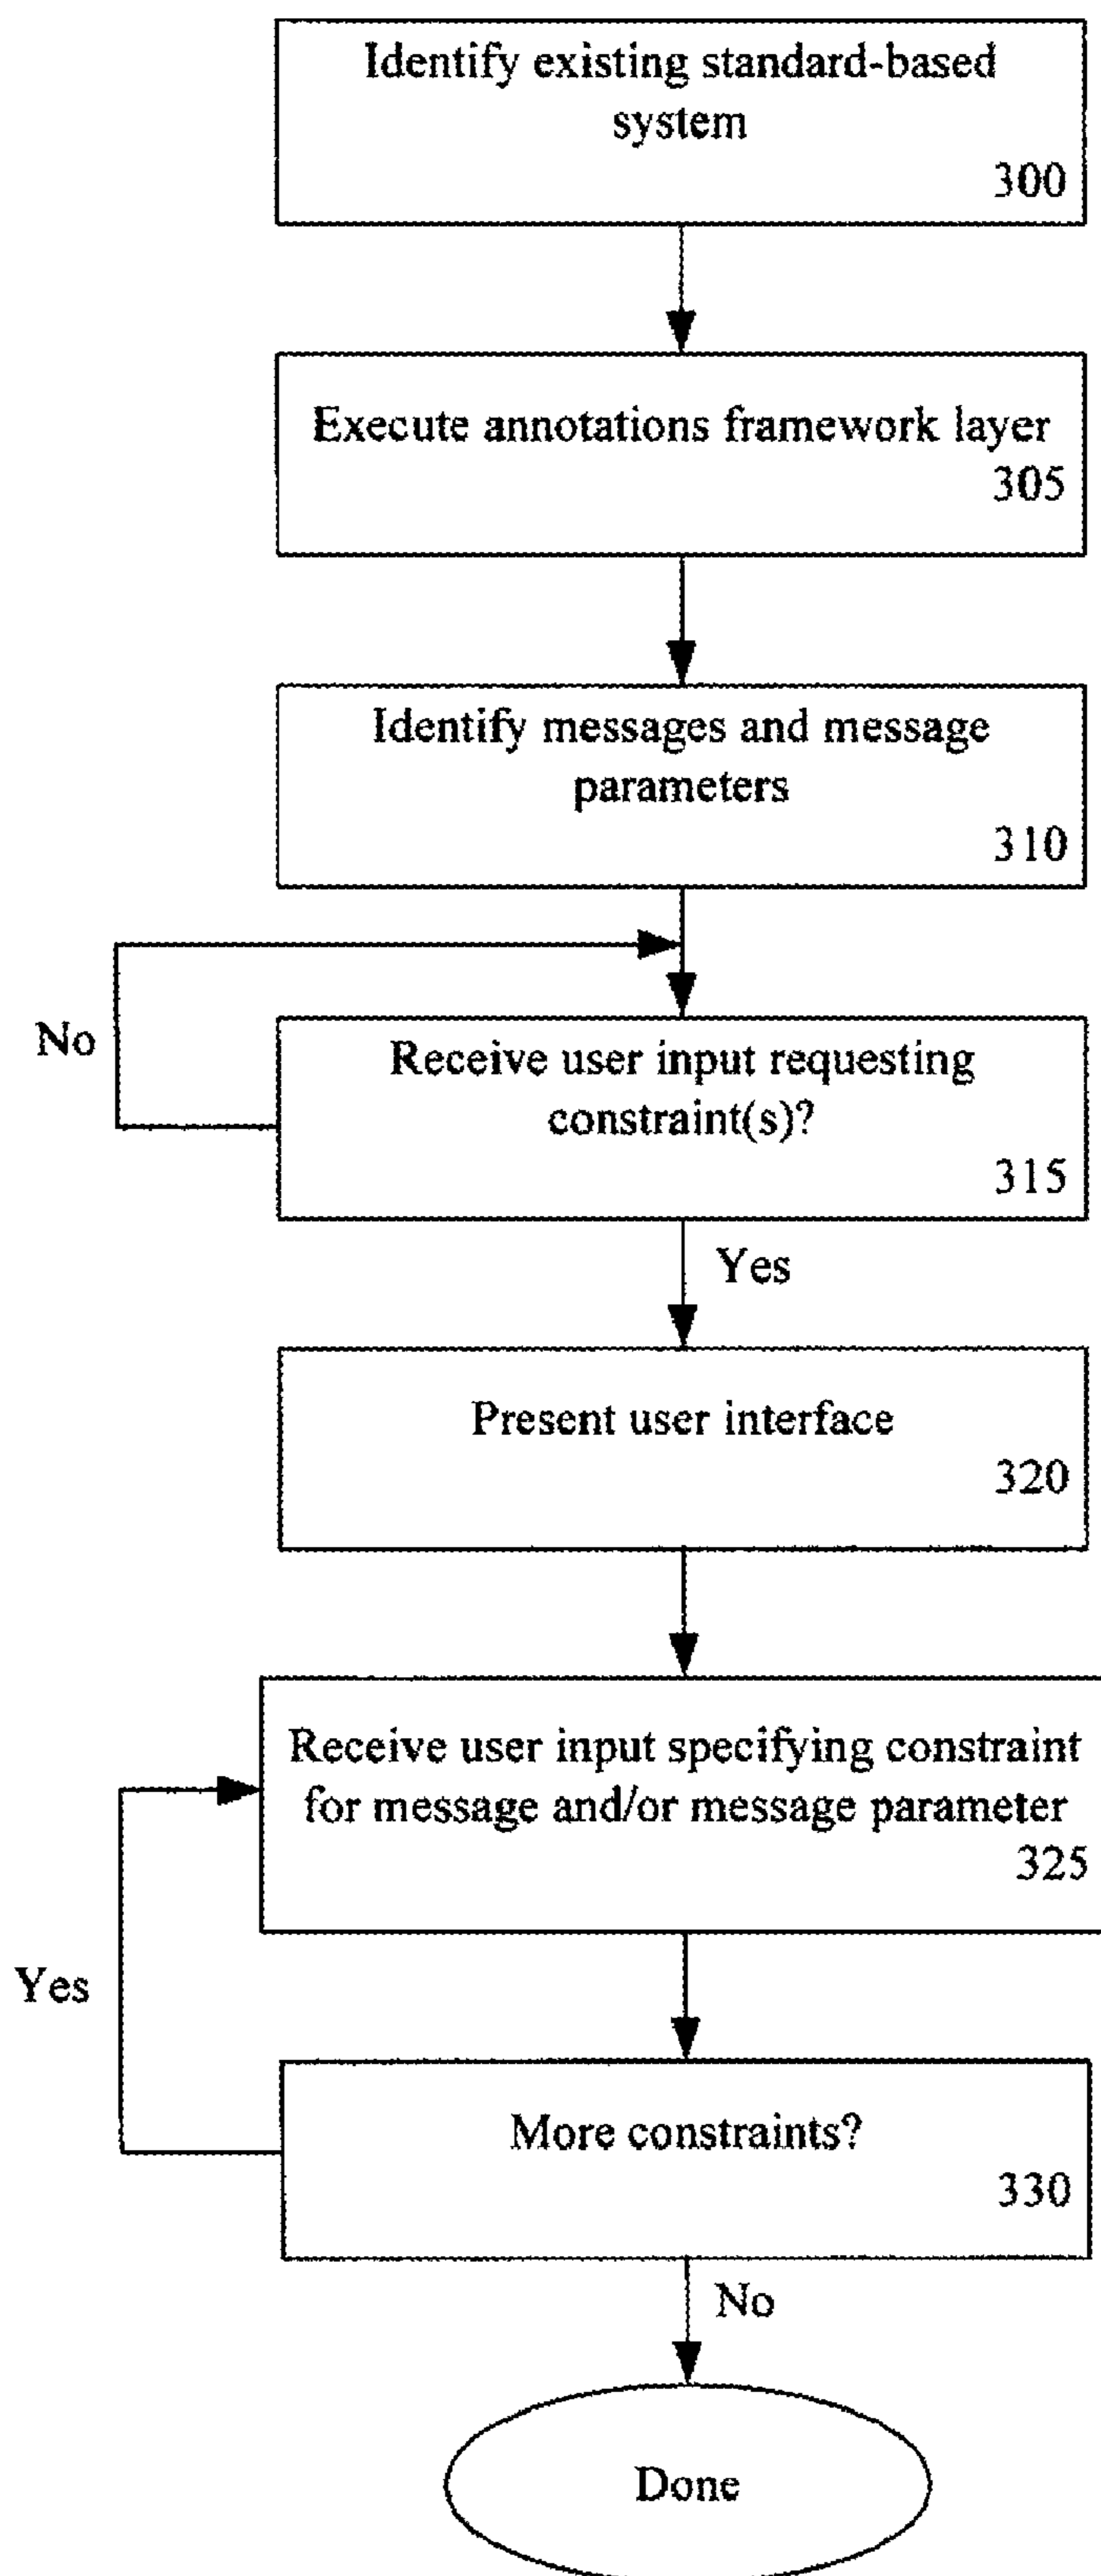 Identify existing standard-based
system
300
Execute annotations framework layer
305
Identify messages and message
parameters
310
No
Receive user input requesting
constraint(s)?
315
Yes
Present user interface
320
Receive user input specifying constraint
for message and/or message parameter
325
Yes
More constraints?
330
No
Done